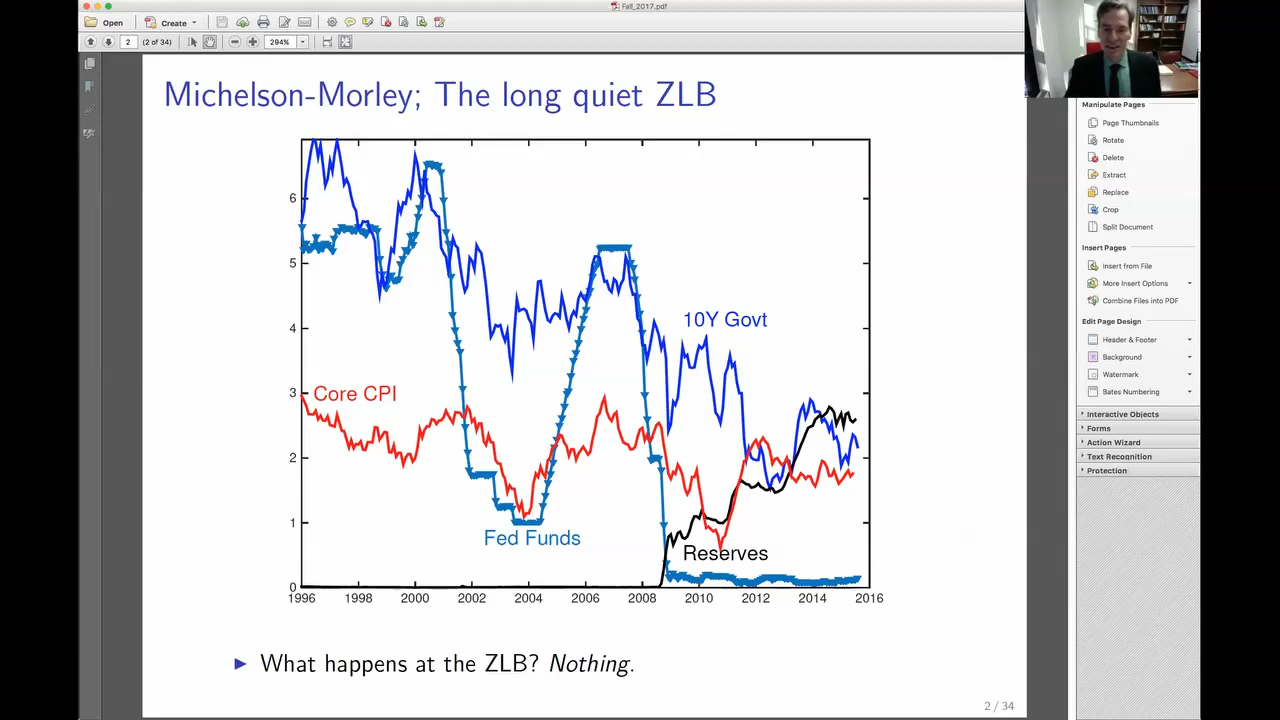 Fall_2017.pdf
Open
Create
2
(2 of 34)
294%
Michelson-Morley; The long quiet ZLB
6
5
4
3
2
1
0
10Y Govt
Core CPI
Fed Funds
Reserves
1996 1998 2000 2002 2004 2006 2008 2010 2012 2014 2016
What happens at the ZLB? Nothing.
2 / 34
Manipulate Pages
Page Thumbnails
Rotate
Delete
Extract
Replace
Crop
Split Document
Insert Pages
Insert from File
More Insert Options
Combine Files into PDF
Edit Page Design
Header & Footer
Background
Watermark
Bates Numbering
Interactive Objects
Forms
Action Wizard
Text Recognition
Protection